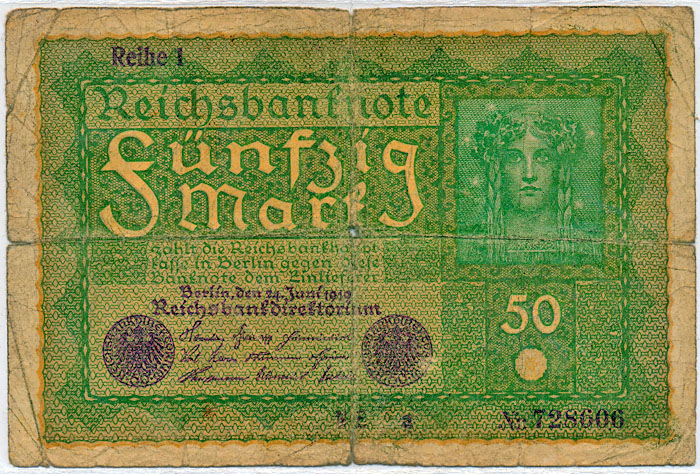 Reihe 1
Reichsbanknote
Fünfzig
Mark
zahlt die Reichsbankhaupt
kasse in Berlin gegen diese
Banknote dem Einlieferer
Berlin, den 24. Juni 1919
Reichsbankdirektorium
50
No 728606